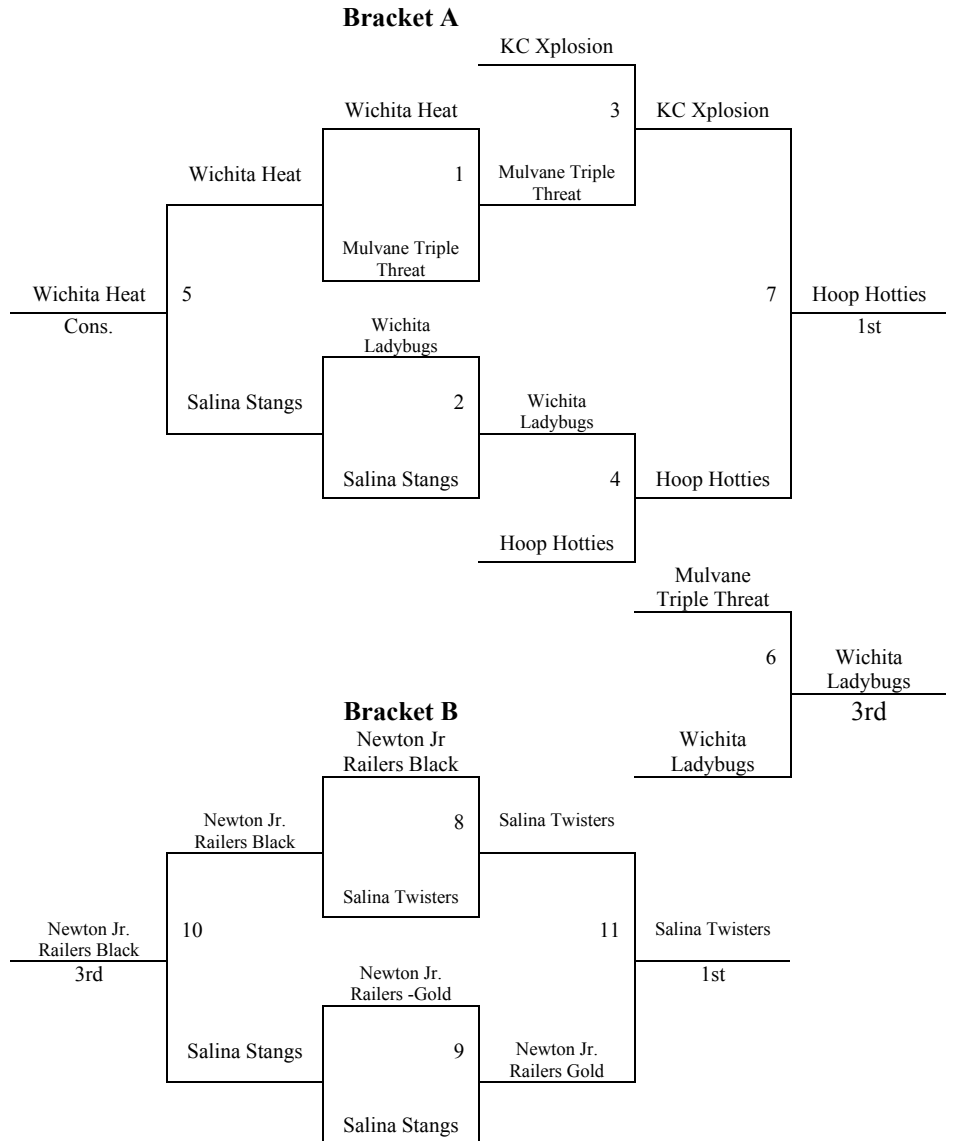 Bracket A
KC Xplosion
Wichita Heat
3
KC Xplosion
Wichita Heat
1
Mulvane Triple
Threat
Mulvane Triple
Threat
Wichita Heat
5
7
Hoop Hotties
Cons.
1st
Wichita
Ladybugs
Salina Stangs
2
Wichita
Ladybugs
Salina Stangs
4
Hoop Hotties
Hoop Hotties
Mulvane
Triple Threat
6
Wichita
Ladybugs
3rd
Wichita
Ladybugs
Bracket B
Newton Jr
Railers Black
Newton Jr.
Railers Black
8
Salina Twisters
Salina Twisters
Newton Jr.
Railers Black
10
11
Salina Twisters
3rd
1st
Newton Jr.
Railers -Gold
Salina Stangs
9
Newton Jr.
Railers Gold
Salina Stangs